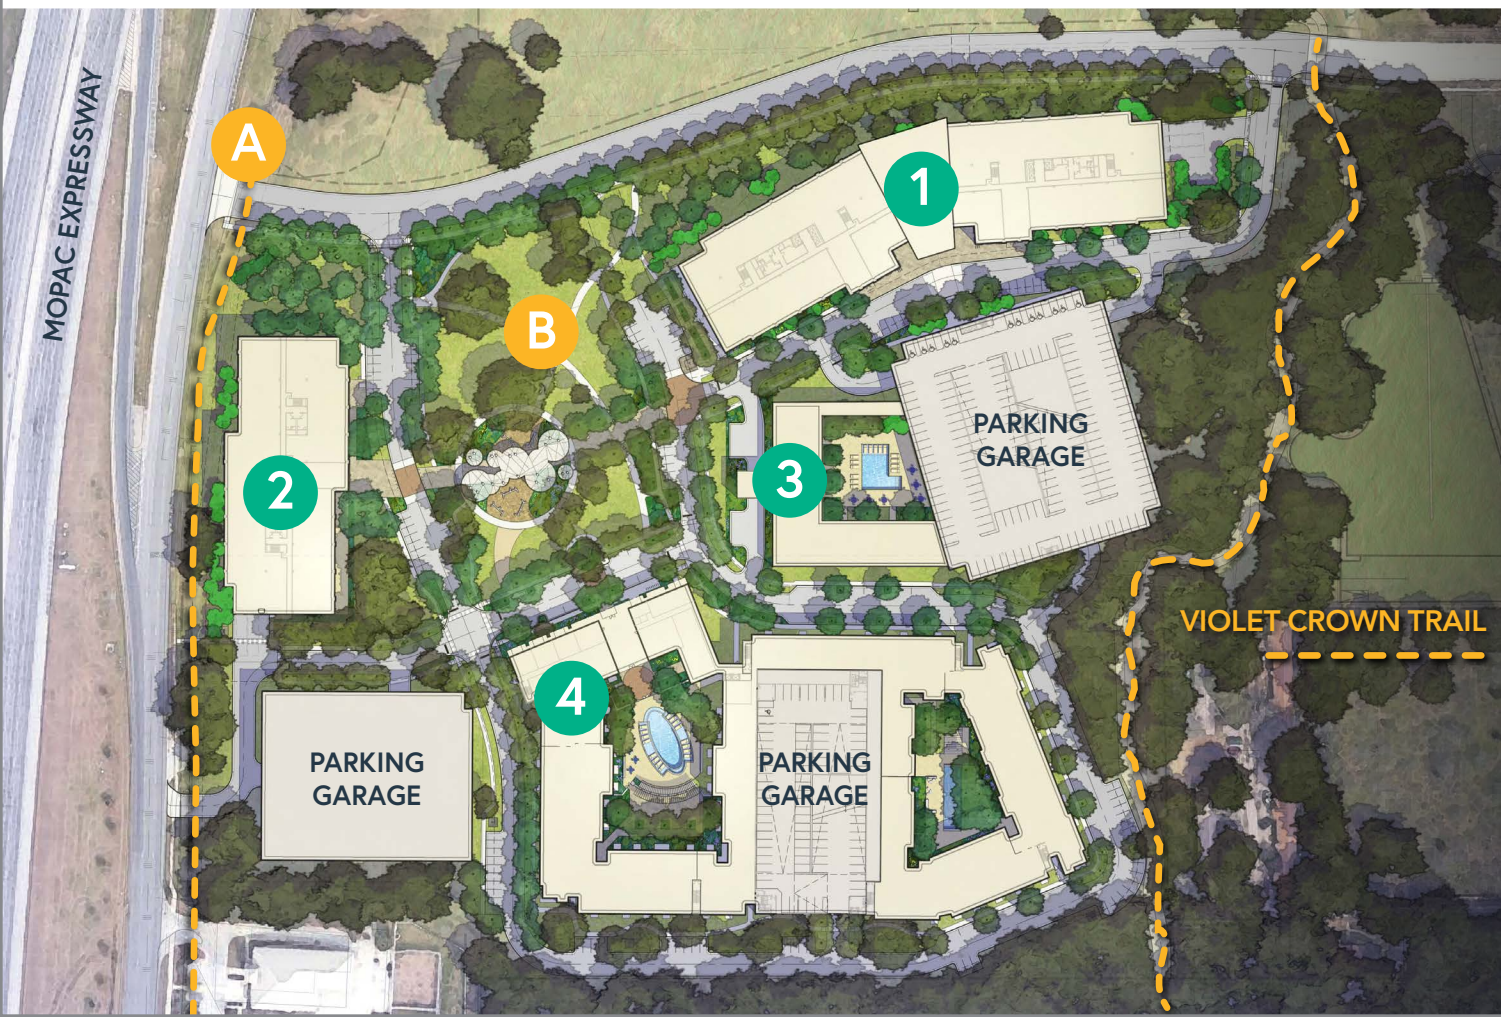 A
MOPAC EXPRESSWAY
1
B
PARKING
GARAGE
2
3
VIOLET CROWN TRAIL
4
PARKING
GARAGE
PARKING
GARAGE